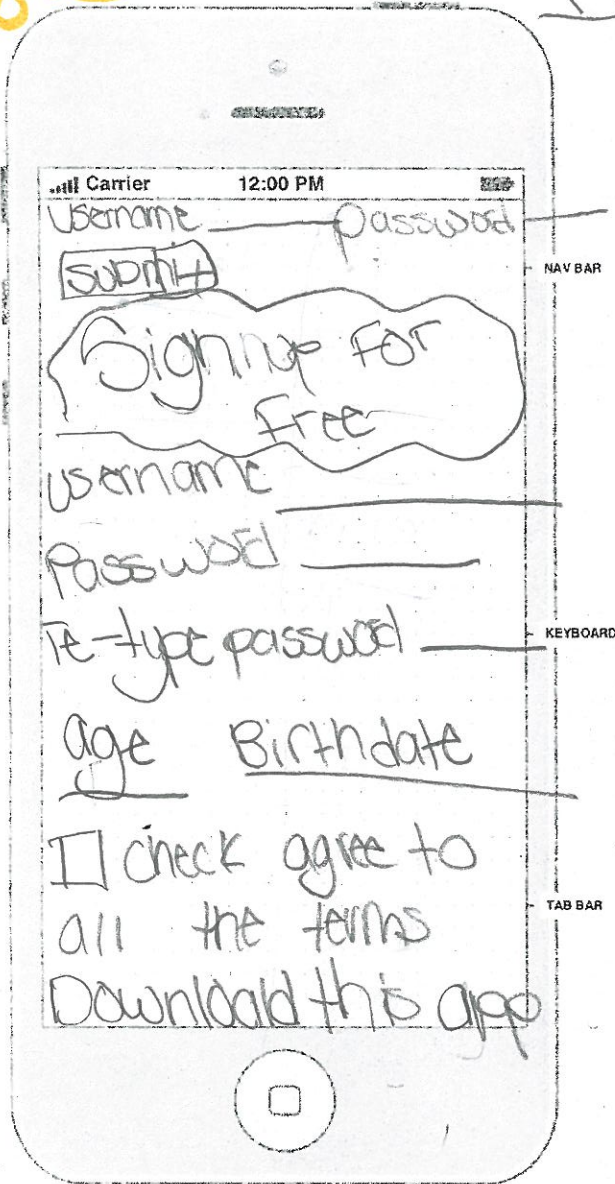 Carrier 12:00 PM
Username password
submit
NAV BAR
Signnup For
Free
username
Password
KEYBOARD
re-type password
age Birthdate
I check agree to
all the terms
TAB BAR
Download this app